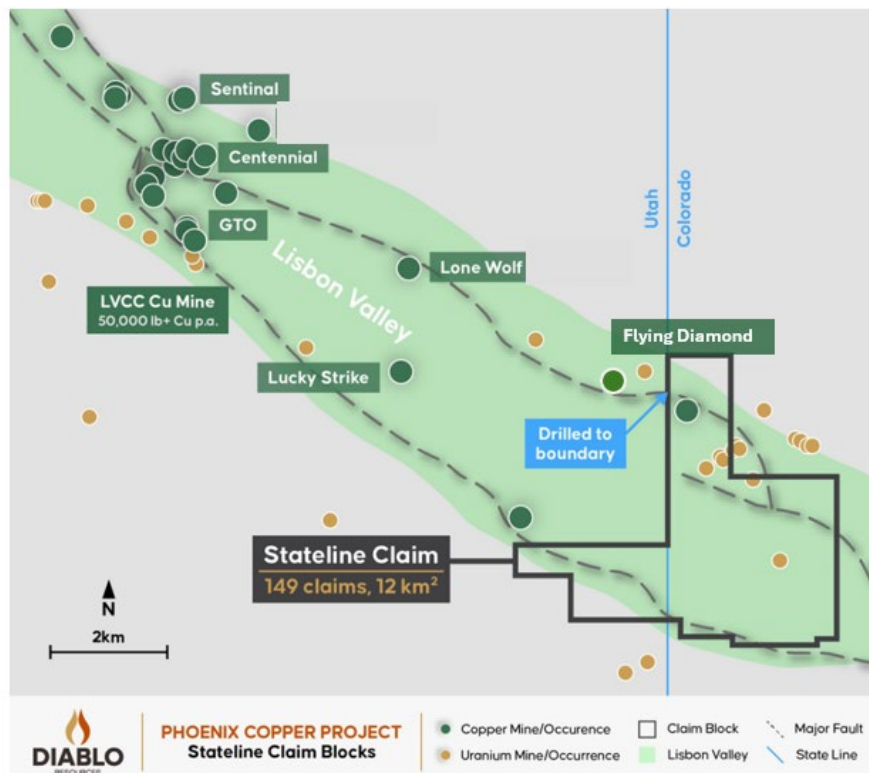 Sentinal
Centennial
GTO
Utah
Colorado
Lisbon Valley
Lone Wolf
LVCC Cu Mine
50,000 lb+ Cu p.a.
Flying Diamond
Lucky Strike
Drilled to
boundary
Stateline Claim
149 claims, 12 km²
N
2km
DIABLO
RESOURCES
PHOENIX COPPER PROJECT
Stateline Claim Blocks
Copper Mine/Occurence
Claim Block
Major Fault
Uranium Mine/Occurrence
Lisbon Valley
State Line